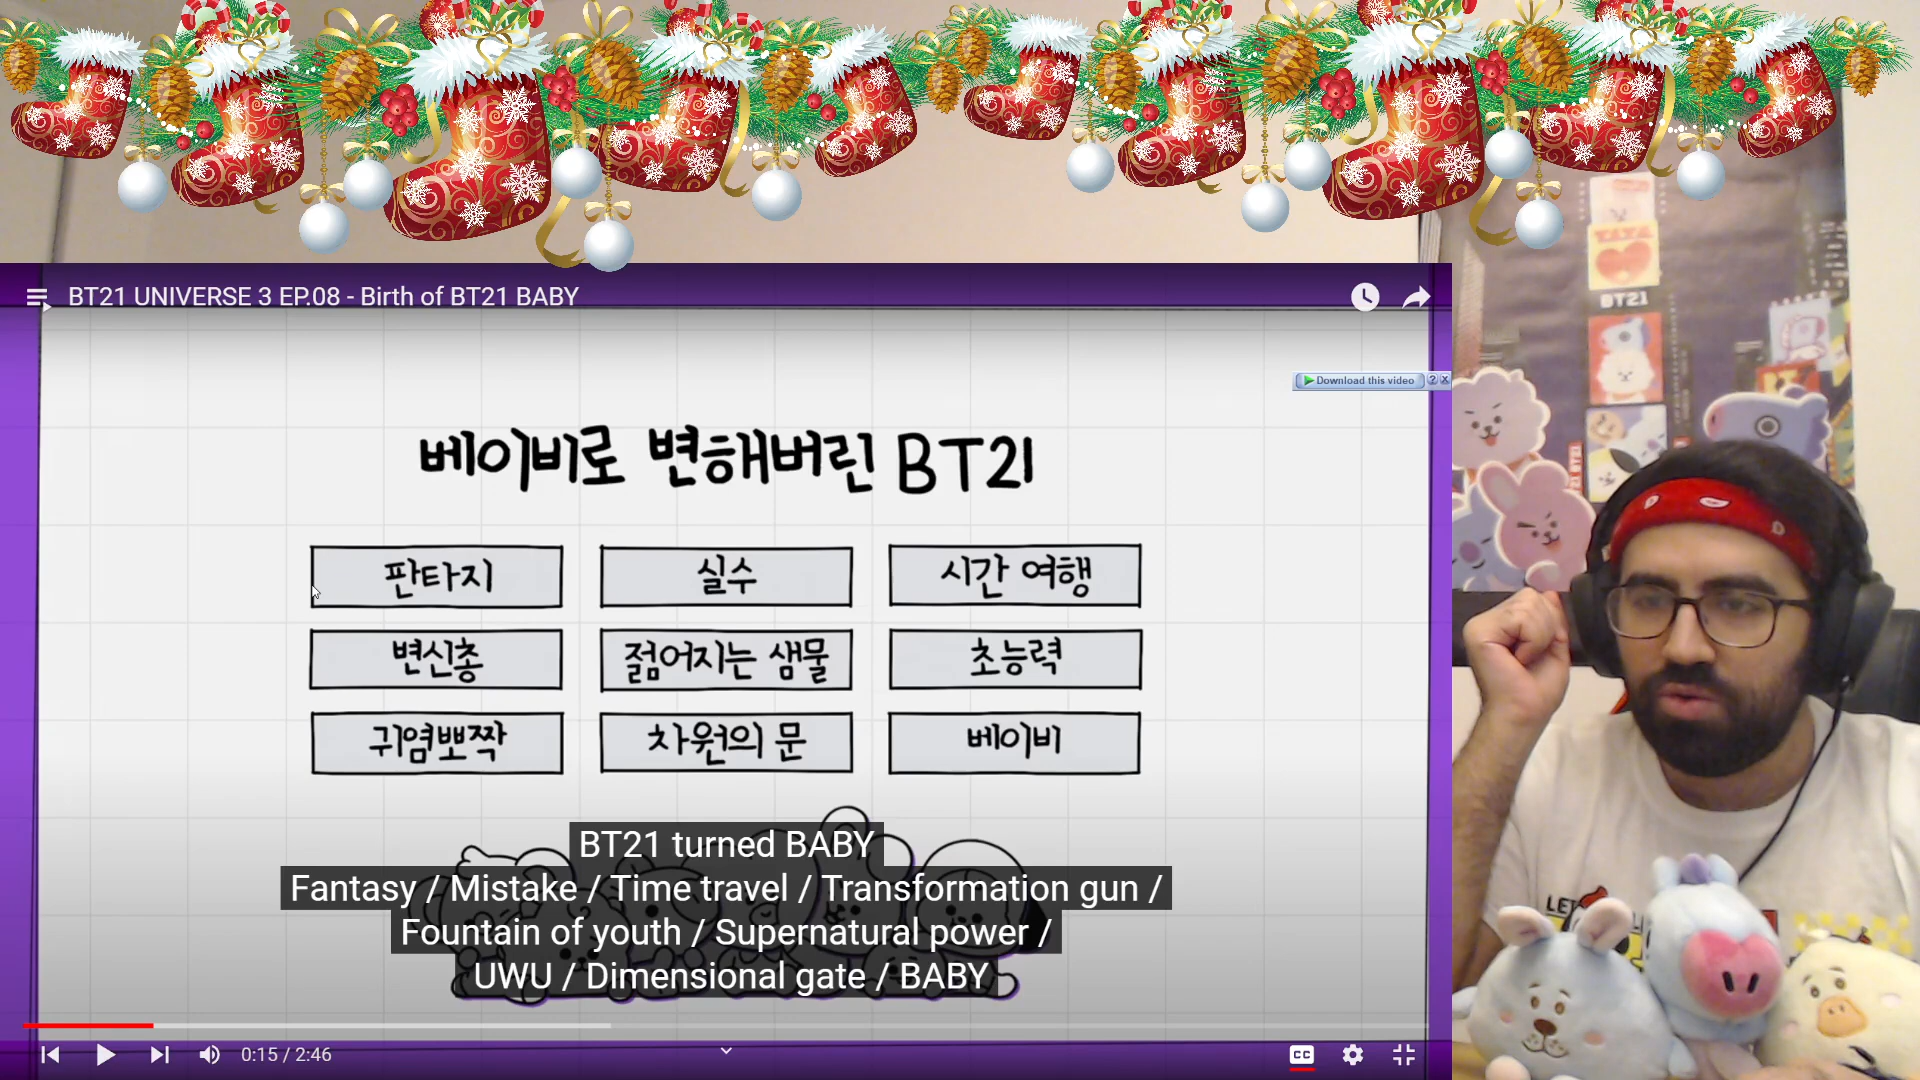 BT21 UNIVERSE 3 EP.08 - Birth of BT21 BABY
Download this video
베이비로 변해버린 BT21
판타지 실수 시간 여행
변신총 젊어지는 샘물 초능력
귀염뽀짝 차원의 문 베이비
BT21 turned BABY
Fantasy / Mistake / Time travel / Transformation gun /
Fountain of youth / Supernatural power /
UWU / Dimensional gate / BABY
0:15 / 2:46
CC
BT21